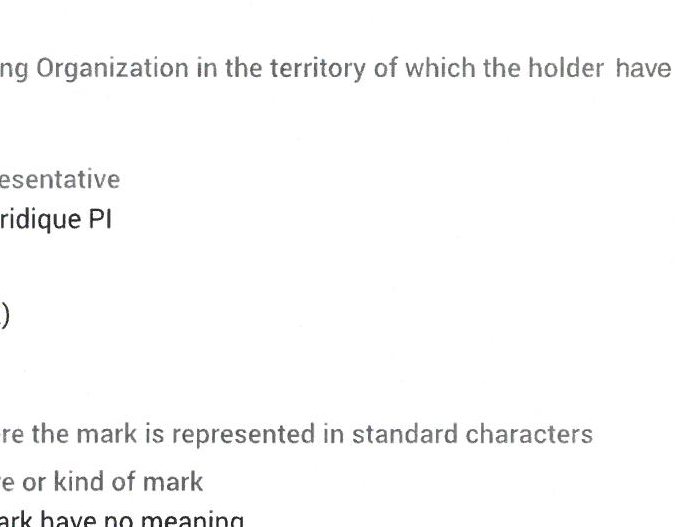 ng Organization in the territory of which the holder have
esentative
ridique PI
)
re the mark is represented in standard characters
e or kind of mark
ark have no meaning